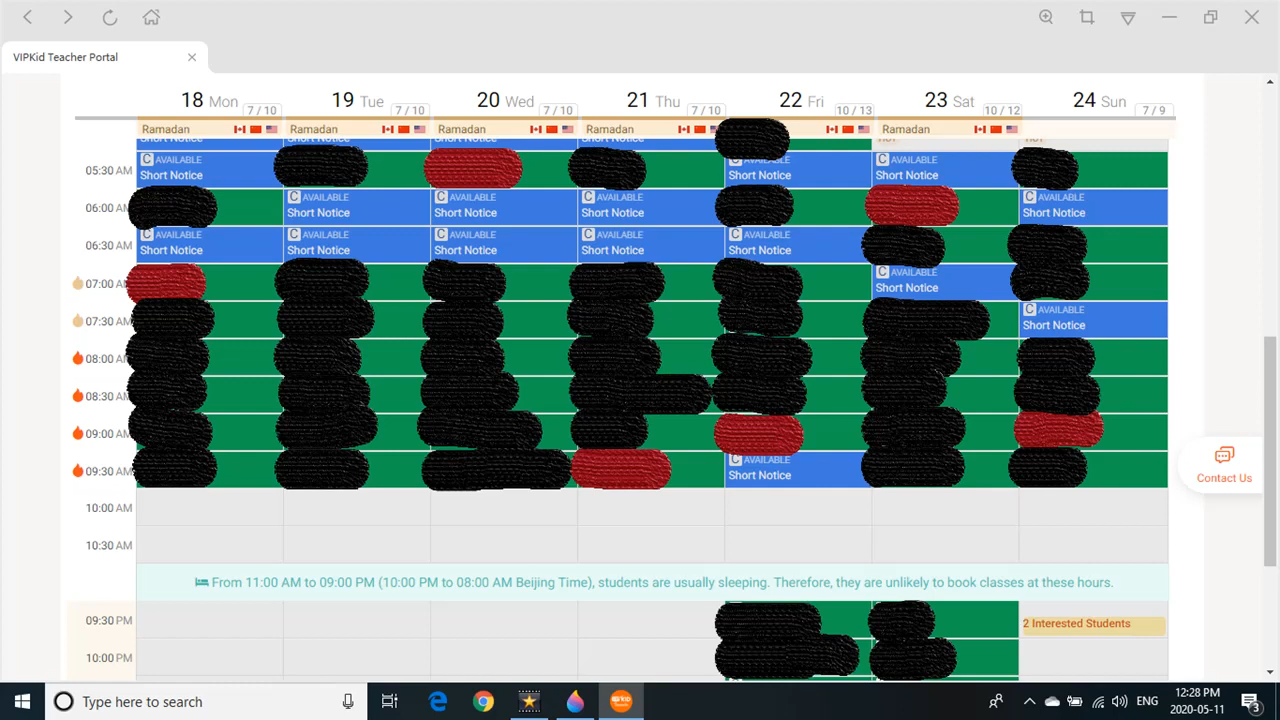 VIPKid Teacher Portal
18 Mon 7 / 10 19 Tue 7 / 10 20 Wed 7 / 10 21 Thu 7 / 10 22 Fri 10 / 13 23 Sat 10 / 12 24 Sun 7 / 9
Ramadan Ramadan Ramadan Ramadan Ramadan
C AVAILABLE C AVAILABLE C AVAILABLE
5:30 AM Short Notice Short Notice Short Notice
C AVAILABLE C AVAILABLE C AVAILABLE C AVAILABLE
06:00 AM Short Notice Short Notice Short Notice Short Notice
C AVAILABLE C AVAILABLE C AVAILABLE C AVAILABLE C AVAILABLE
06:30 AM Short Notice Short Notice Short Notice Short Notice Short Notice
C AVAILABLE
07:00 AM Short Notice
C AVAILABLE
07:30 AM Short Notice
08:00 AM
08:30 AM
09:00 AM
C AVAILABLE
09:30 AM Short Notice
Contact Us
10:00 AM
10:30 AM
From 11:00 AM to 09:00 PM (10:00 PM to 08:00 AM Beijing Time), students are usually sleeping. Therefore, they are unlikely to book classes at these hours.
09:30 PM 2 Interested Students
10:00 PM
Type here to search
ENG
12:28 PM
2020-05-11
3